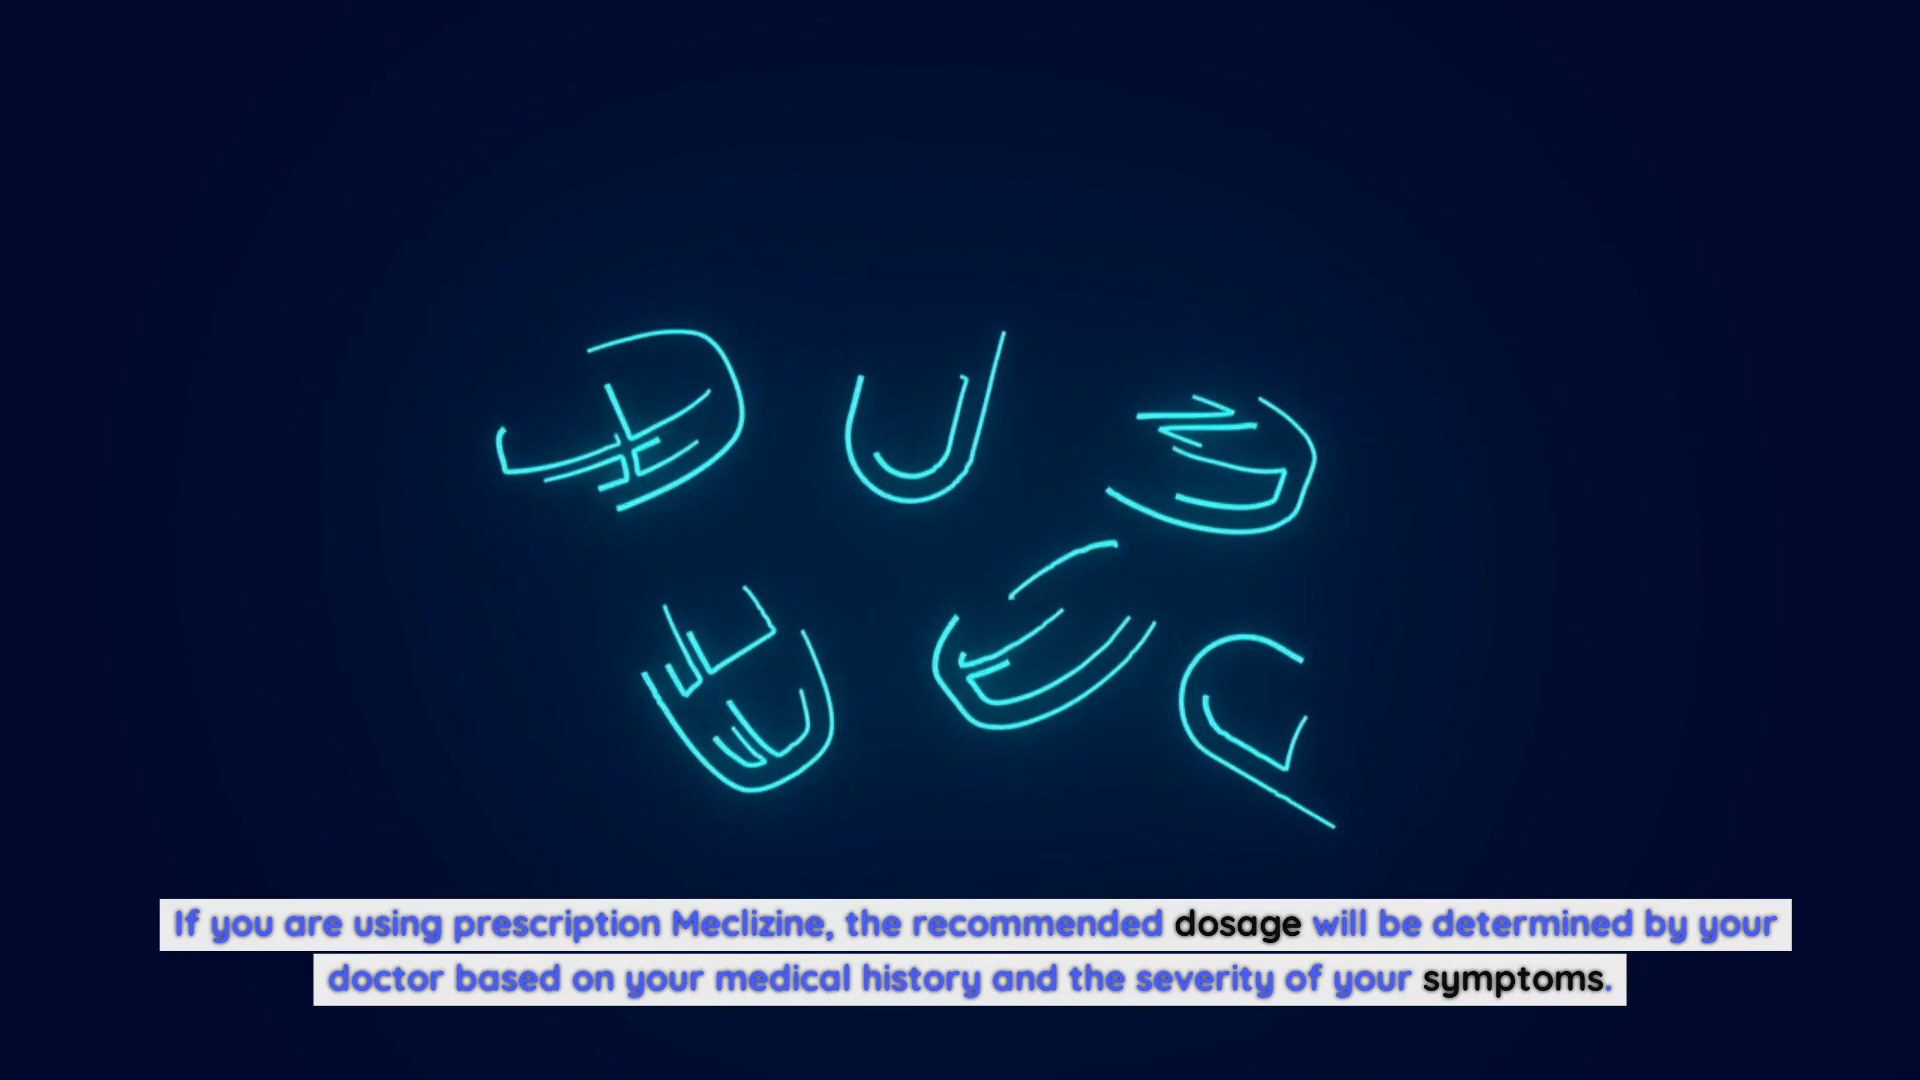 If you are using prescription Meclizine, the recommended dosage will be determined by your
doctor based on your medical history and the severity of your symptoms.